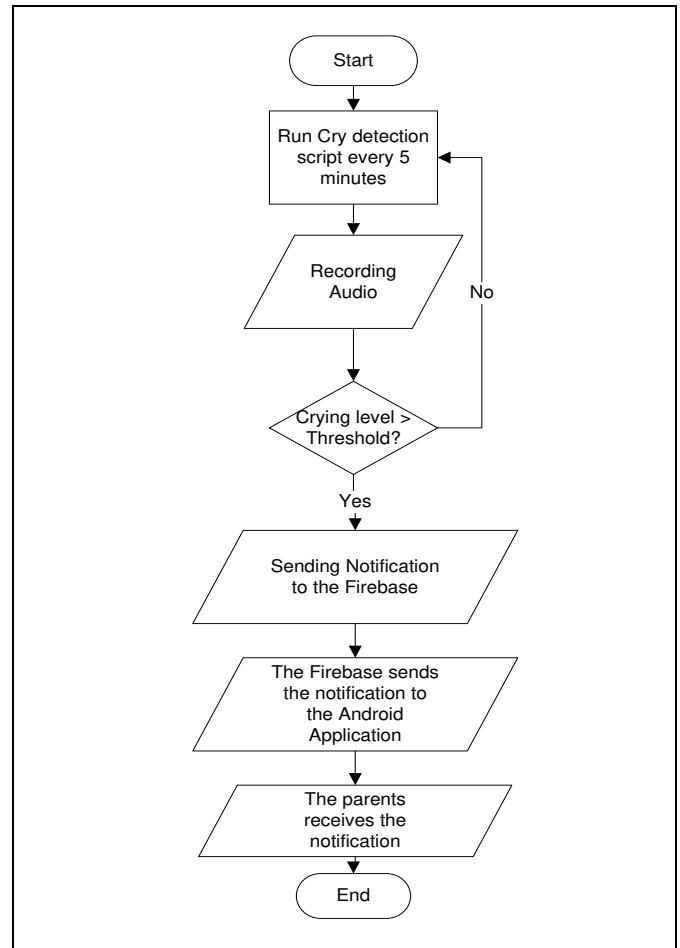 Start
Run Cry detection
script every 5
minutes
Recording
Audio
No
Crying level >
Threshold?
Yes
Sending Notification
to the Firebase
The Firebase sends
the notification to
the Android
Application
The parents
receives the
notification
End